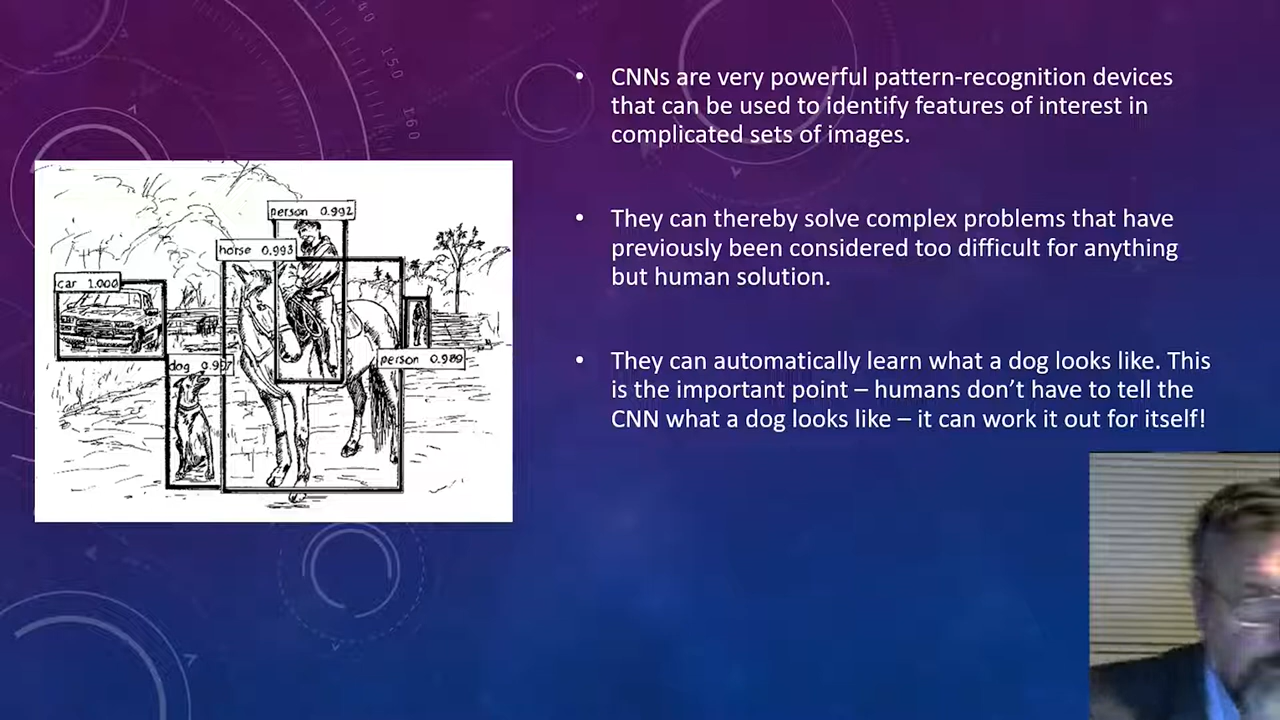 CNNs are very powerful pattern-recognition devices
that can be used to identify features of interest in
complicated sets of images.
They can thereby solve complex problems that have
previously been considered too difficult for anything
but human solution.
They can automatically learn what a dog looks like. This
is the important point – humans don’t have to tell the
CNN what a dog looks like – it can work it out for itself!
person 0.992
horse 0.993
car 1.000
dog 0.997
person 0.989
150
160